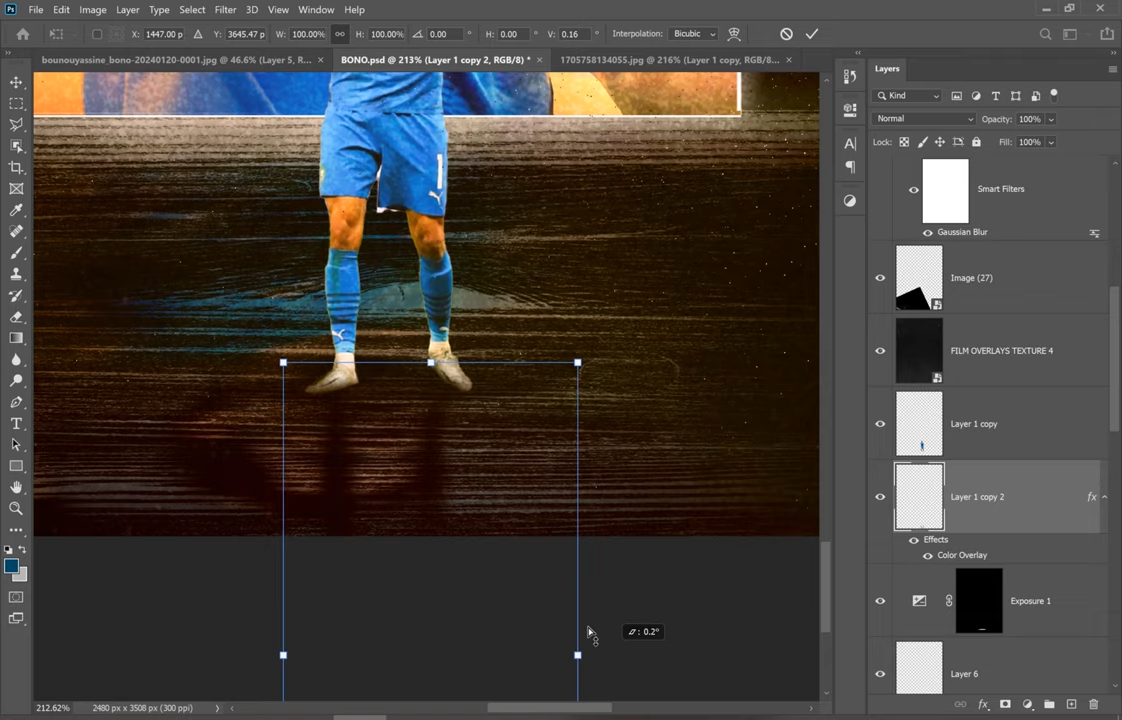 Ps File Edit Image Layer Type Select Filter 3D View Window Help
X: 1447.00 p Y: 3645.47 p W: 100.00% H: 100.00% 0.00 ° H: 0.00 ° V: 0.16 ° Interpolation: Bicubic
bounouyassine_bono-20240120-0001.jpg @ 46.6% (Layer 5, R... × BONO.psd @ 213% (Layer 1 copy 2, RGB/8) * × 1705758134055.jpg @ 216% (Layer 1 copy, RGB/8... ×
Layers
Kind
Normal Opacity: 100%
Lock: Fill: 100%
Smart Filters
Gaussian Blur
Image (27)
FILM OVERLAYS TEXTURE 4
Layer 1 copy
Layer 1 copy 2 fx
Effects
Color Overlay
Exposure 1
: 0.2°
Layer 6
212.62% 2480 px x 3508 px (300 ppi)
fx